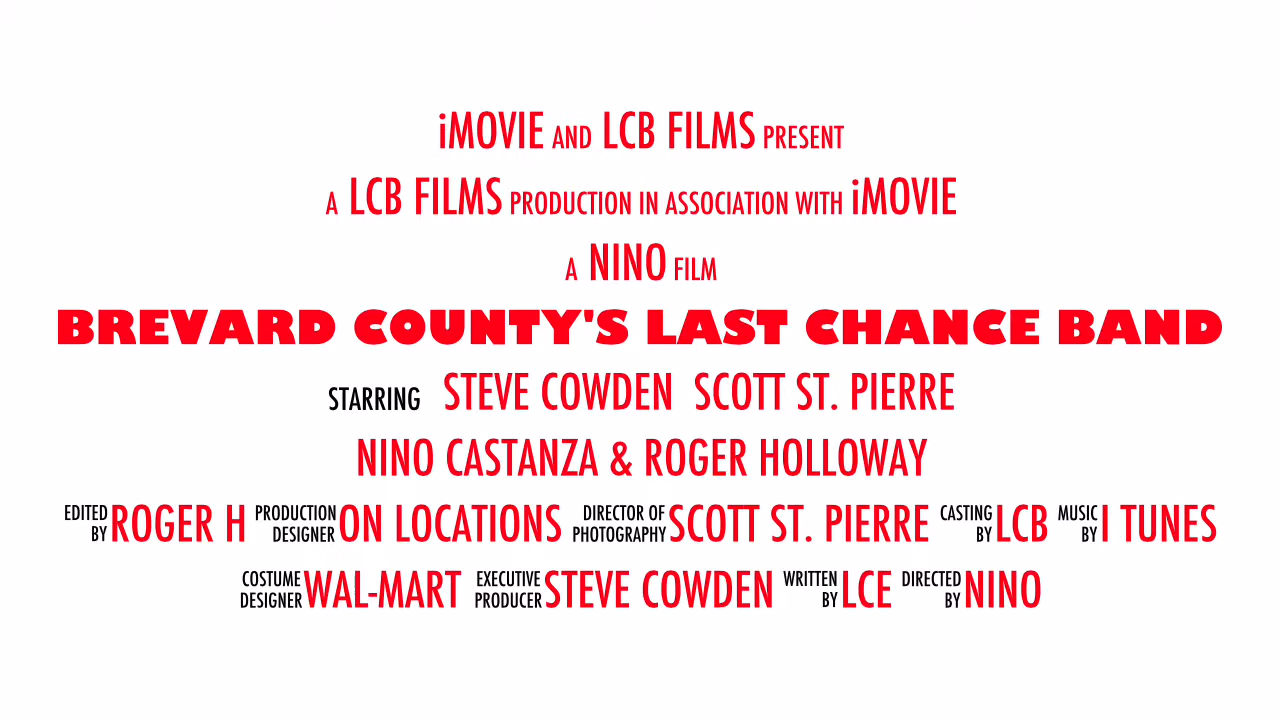 iMOVIE AND LCB FILMS PRESENT
A LCB FILMS PRODUCTION IN ASSOCIATION WITH iMOVIE
A NINO FILM
BREVARD COUNTY'S LAST CHANCE BAND
STARRING STEVE COWDEN SCOTT ST. PIERRE
NINO CASTANZA & ROGER HOLLOWAY
EDITED BY ROGER H PRODUCTION DESIGNER ON LOCATIONS DIRECTOR OF PHOTOGRAPHY SCOTT ST. PIERRE CASTING BY LCB MUSIC BY I TUNES
COSTUME DESIGNER WAL-MART EXECUTIVE PRODUCER STEVE COWDEN WRITTEN BY LCE DIRECTED BY NINO